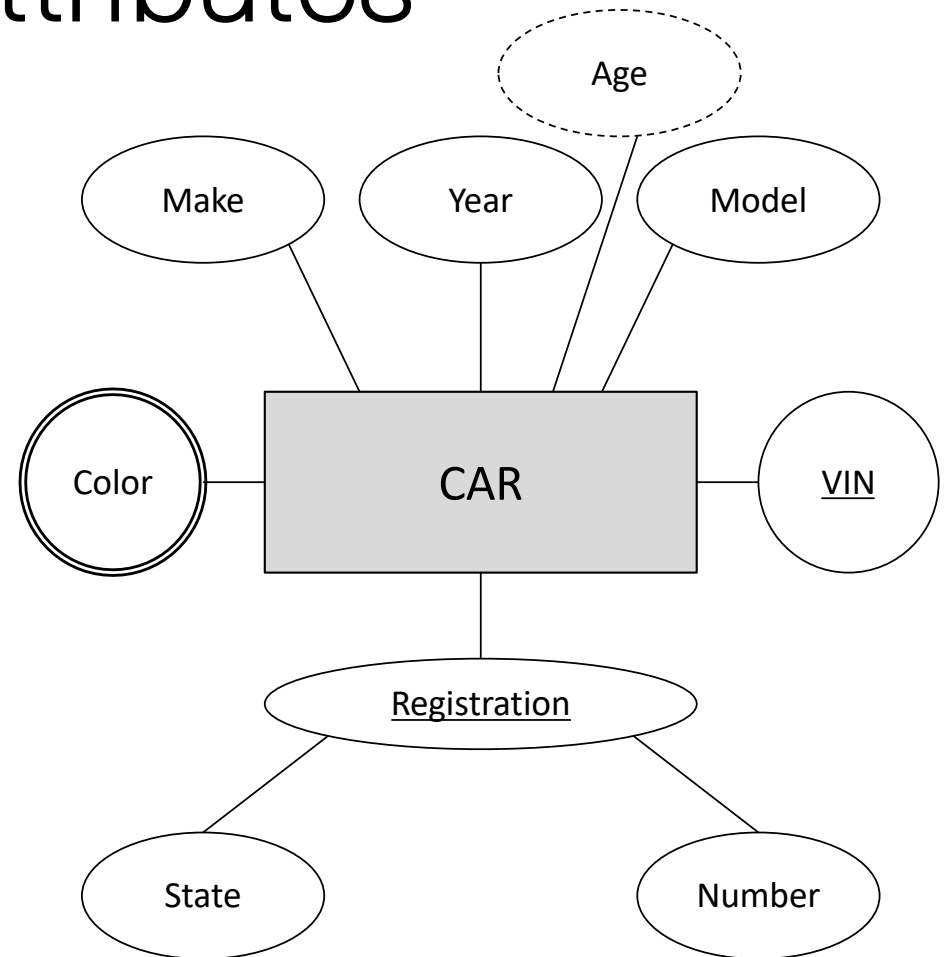 ttributes
Age
Make
Year
Model
Color
CAR
VIN
Registration
State
Number